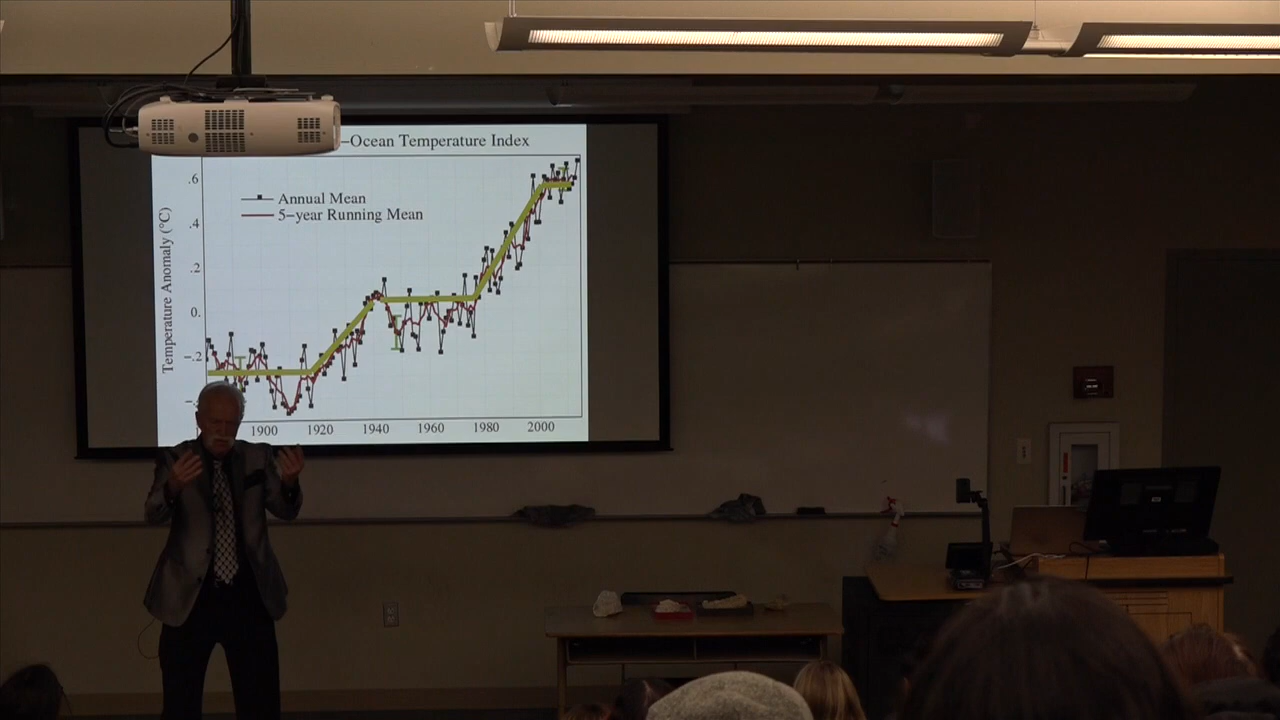 -Ocean Temperature Index
Annual Mean
5-year Running Mean
Temperature Anomaly (°C)
.6
.4
.2
0.
-.2
1900
1920
1940
1960
1980
2000